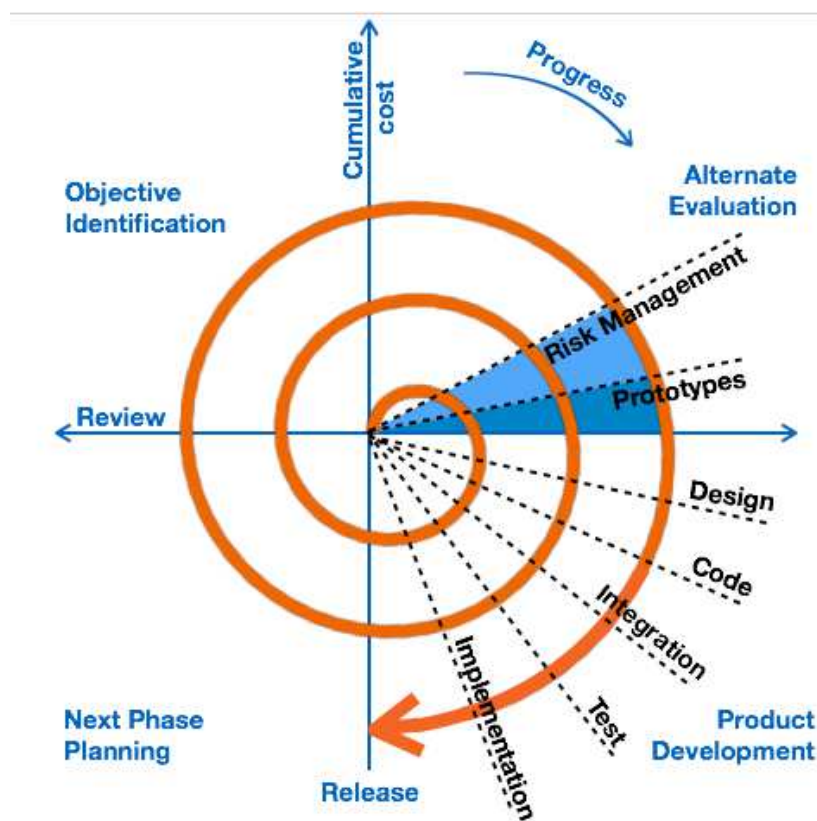 Progress
Cumulative
cost
Objective
Identification
Alternate
Evaluation
Risk Management
Prototypes
Review
Design
Code
Integration
Test
Implementation
Next Phase
Planning
Product
Development
Release